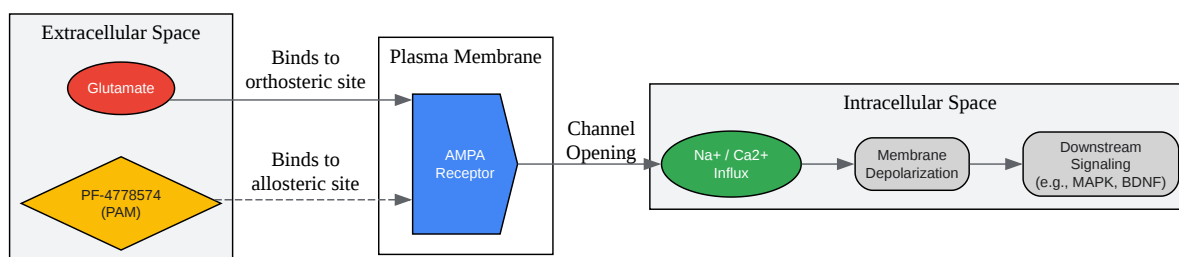 Extracellular Space
Glutamate
PF-4778574
(PAM)
Binds to
orthosteric site
Binds to
allosteric site
Plasma Membrane
AMPA
Receptor
Channel
Opening
Intracellular Space
Na+ / Ca2+
Influx
Membrane
Depolarization
Downstream
Signaling
(e.g., MAPK, BDNF)